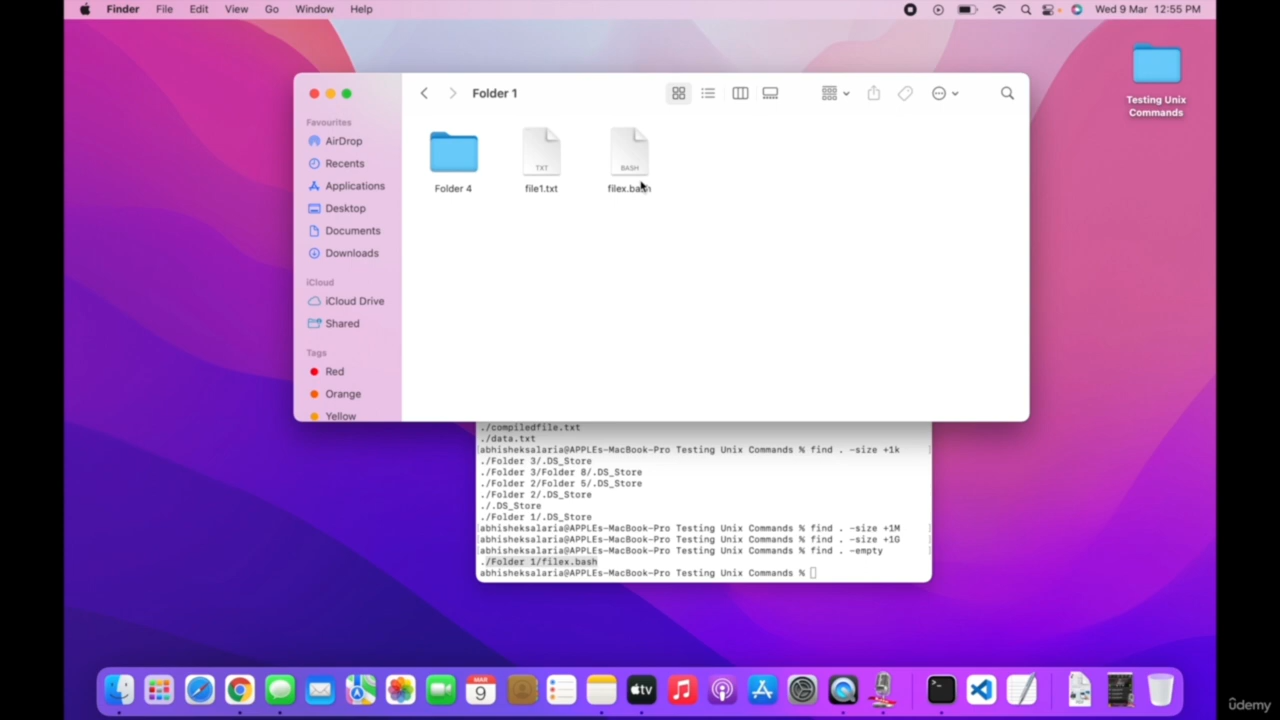 Finder File Edit View Go Window Help
Wed 9 Mar 12:55 PM
Testing Unix
Commands
Folder 1
Favourites
AirDrop
Recents
Applications
Desktop
Documents
Downloads
iCloud
iCloud Drive
Shared
Tags
Red
Orange
Yellow
TXT
BASH
Folder 4
file1.txt
filex.bash
./compiledfile.txt
./data.txt
abhisheksalaria@APPLEs-MacBook-Pro Testing Unix Commands % find . -size +1k
./Folder 3/.DS_Store
./Folder 3/Folder 8/.DS_Store
./Folder 2/Folder 5/.DS_Store
./Folder 2/.DS_Store
./.DS_Store
./Folder 1/.DS_Store
abhisheksalaria@APPLEs-MacBook-Pro Testing Unix Commands % find . -size +1M
abhisheksalaria@APPLEs-MacBook-Pro Testing Unix Commands % find . -size +1G
abhisheksalaria@APPLEs-MacBook-Pro Testing Unix Commands % find . -empty
./Folder 1/filex.bash
abhisheksalaria@APPLEs-MacBook-Pro Testing Unix Commands %
MAR
9
tv
>_
udemy